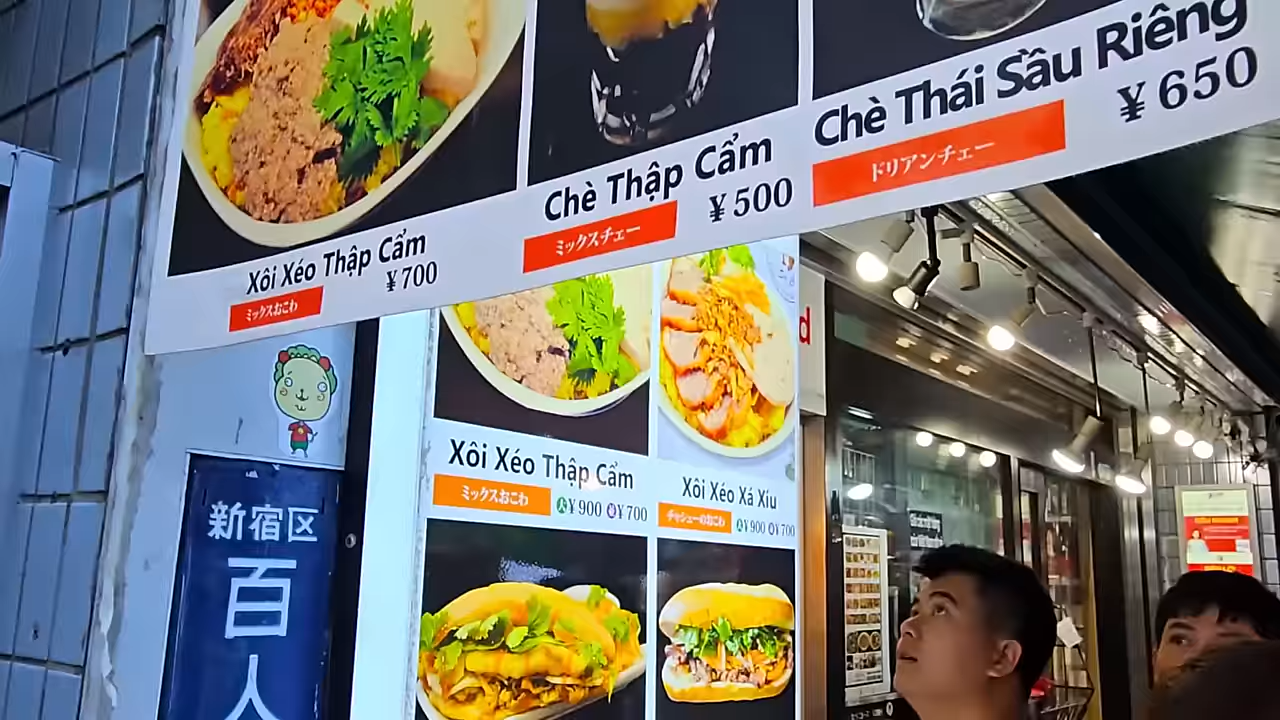 Xôi Xéo Thập Cẩm
ミックスおこわ
¥700
Chè Thập Cẩm
ミックスチェー
¥500
Chè Thái Sầu Riêng
ドリアンチェー
¥650
Xôi Xéo Thập Cẩm
ミックスおこわ
大¥900 小¥700
Xôi Xéo Xá Xíu
チャシューのおこわ
¥900 ¥700
d
新宿区
百人